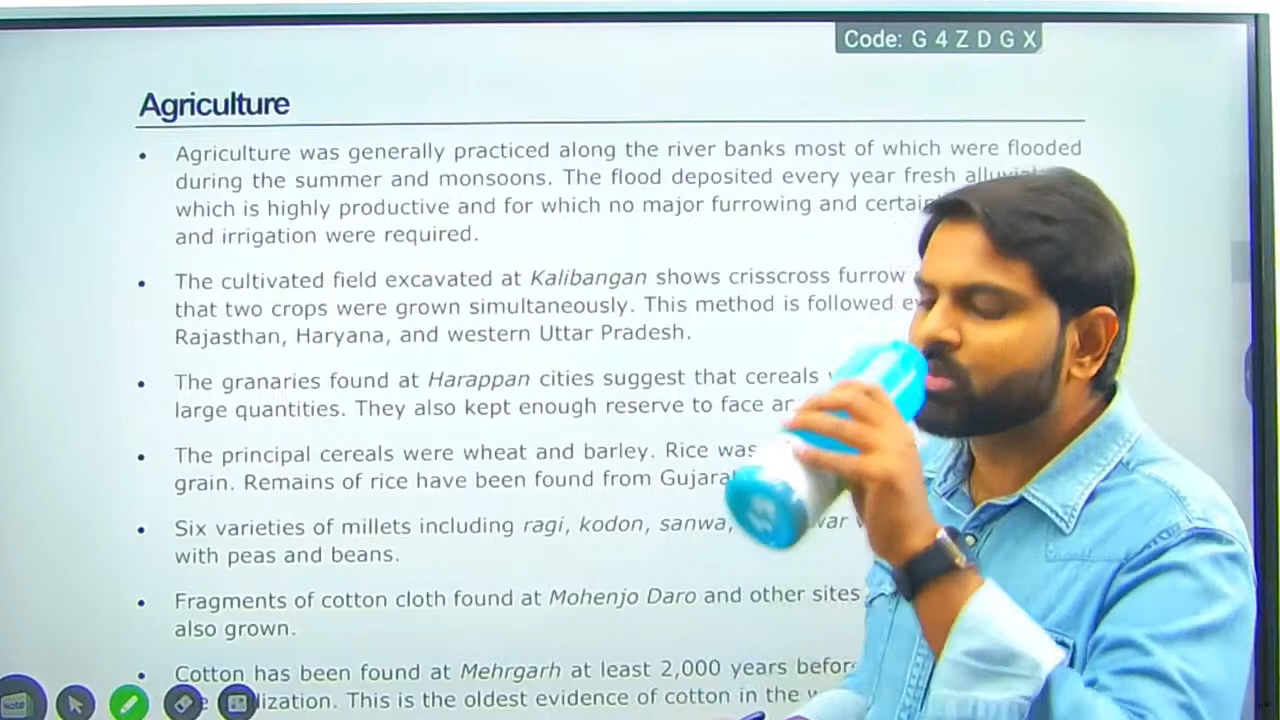 Code: G 4 Z D G X
Agriculture
• Agriculture was generally practiced along the river banks most of which were flooded
during the summer and monsoons. The flood deposited every year fresh
which is highly productive and for which no major furrowing and
and irrigation were required.
• The cultivated field excavated at Kalibangan shows crisscross furrow
that two crops were grown simultaneously. This method is followed
Rajasthan, Haryana, and western Uttar Pradesh.
• The granaries found at Harappan cities suggest that cereals
large quantities. They also kept enough reserve to face
• The principal cereals were wheat and barley. Rice was
grain. Remains of rice have been found from
• Six varieties of millets including ragi, kodon, sanwa,
with peas and beans.
• Fragments of cotton cloth found at Mohenjo Daro and other sites
also grown.
• Cotton has been found at Mehrgarh at least 2,000 years
This is the oldest evidence of cotton in the